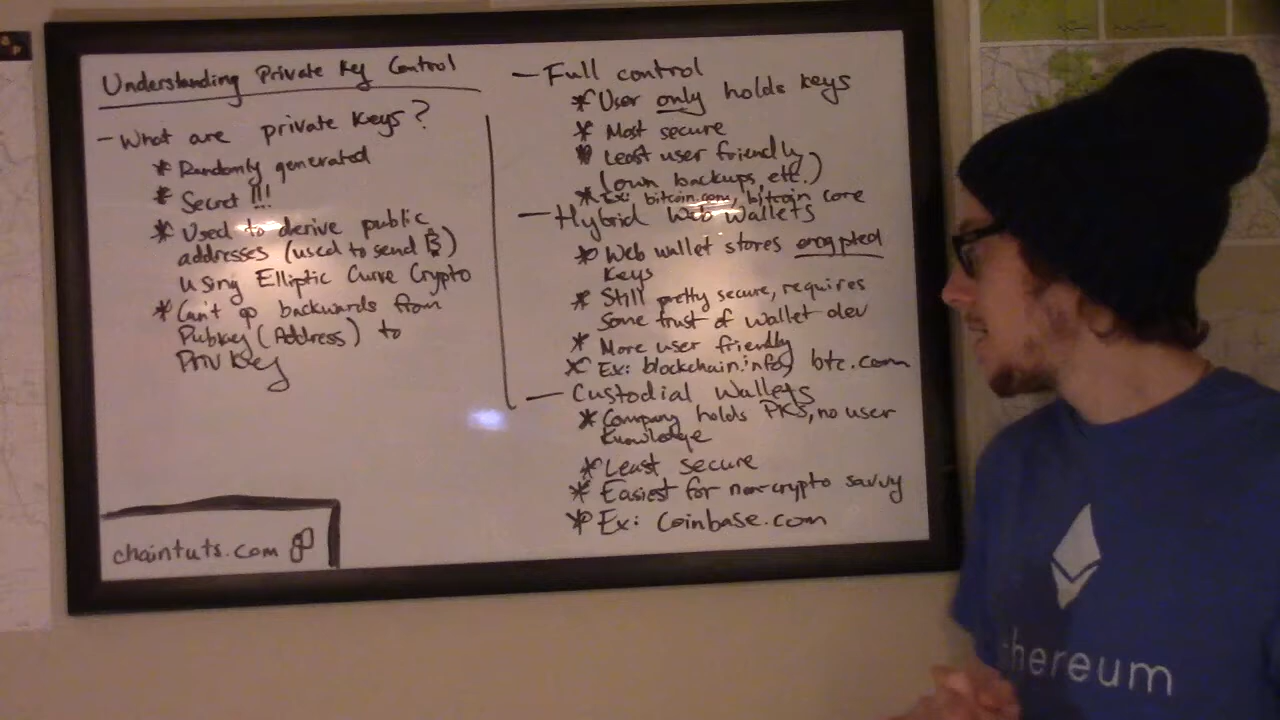 Understanding Private Key Control
- What are private keys?
* Randomly generated
* Secret !!!
* Used to derive public
addresses (used to send ₿)
using Elliptic Curve Crypto
* Can't go backwards from
Pubkey (Address) to
Priv Key
chaintuts.com
- Full control
* User only holds keys
* Most secure
* Least user friendly
(own backups, etc.)
* Ex: bitcoin.com, bitcoin core
- Hybrid Web Wallets
* Web wallet stores encrypted
keys
* Still pretty secure, requires
some trust of wallet dev
* More user friendly
* Ex: blockchain.info, btc.com
- Custodial Wallets
* Company holds PKs, no user
knowledge
* Least secure
* Easiest for non-crypto savvy
* Ex: Coinbase.com
thereum